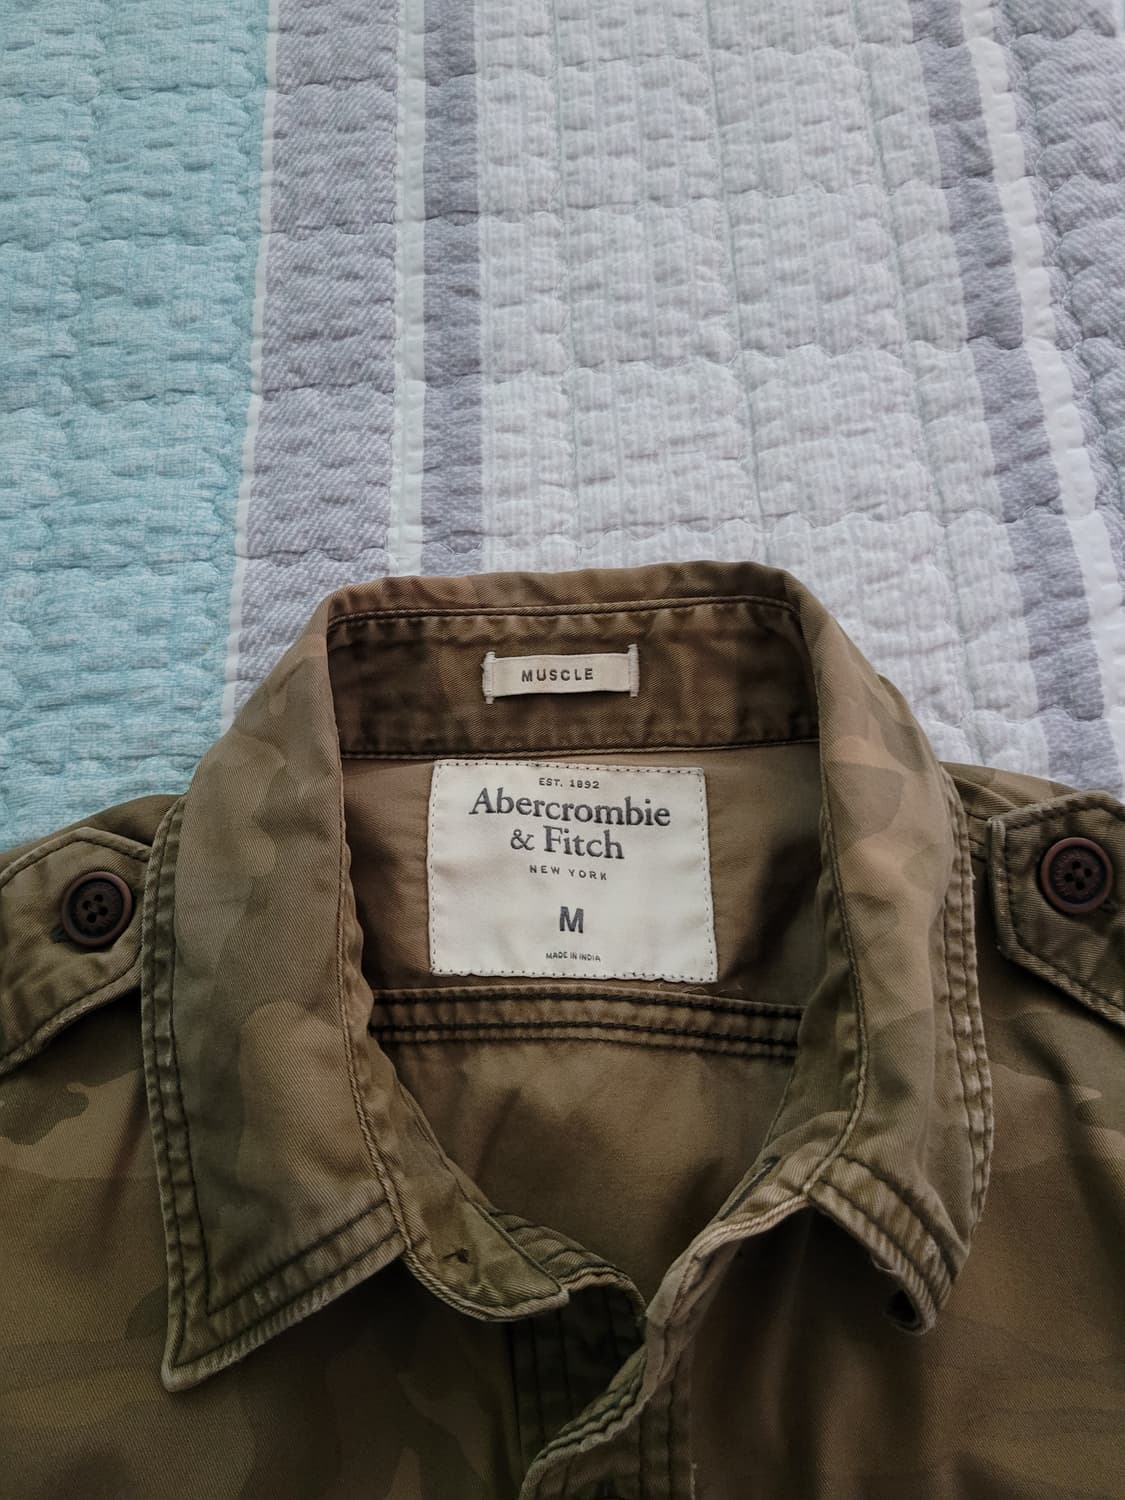 MUSCLE
EST. 1892
Abercrombie
& Fitch
NEW YORK
M
MADE IN INDIA